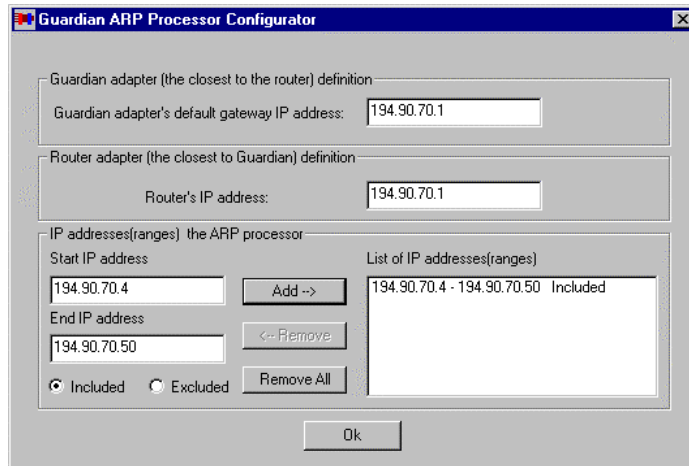 Guardian ARP Processor Configurator
Guardian adapter (the closest to the router) definition
Guardian adapter's default gateway IP address: 194.90.70.1
Router adapter (the closest to Guardian) definition
Router's IP address: 194.90.70.1
IP addresses(ranges) the ARP processor
Start IP address
194.90.70.4
End IP address
194.90.70.50
Included Excluded
Add -->
<-- Remove
Remove All
List of IP addresses(ranges)
194.90.70.4 - 194.90.70.50 Included
Ok